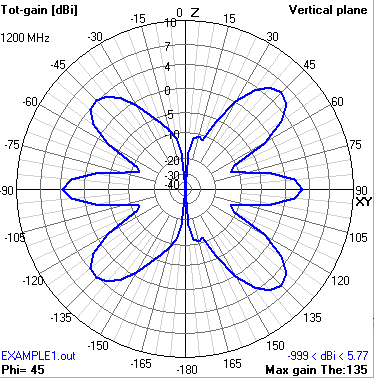 Tot-gain [dBi]
Vertical plane
1200 MHz
0 Z
-15 15
-30 30
-45 45
-60 60
-75 75
-90 90
XY
-105 105
-120 120
-135 135
-150 150
-165 165
-180
10
7
4
0
-5
-10
-20
-30
-40
EXAMPLE1.out
-999 < dBi < 5.77
Phi= 45
Max gain The:135